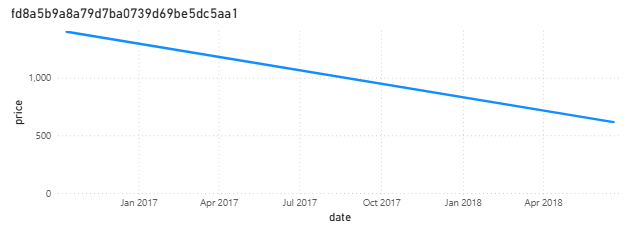 fd8a5b9a8a79d7ba0739d69be5dc5aa1
price
1,000
500
0
Jan 2017 Apr 2017 Jul 2017 Oct 2017 Jan 2018 Apr 2018
date